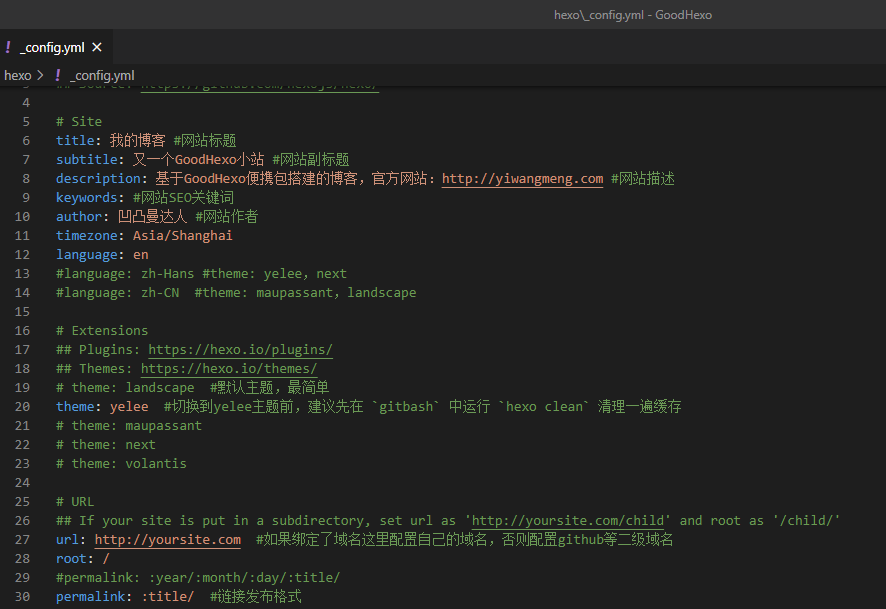 hexo\_config.yml - GoodHexo
! _config.yml ×
hexo > ! _config.yml
3 ## Source: https://github.com/hexojs/hexo/
4
5 # Site
6 title: 我的博客 #网站标题
7 subtitle: 又一个GoodHexo小站 #网站副标题
8 description: 基于GoodHexo便携包搭建的博客，官方网站：http://yiwangmeng.com #网站描述
9 keywords: #网站SEO关键词
10 author: 凹凸曼达人 #网站作者
11 timezone: Asia/Shanghai
12 language: en
13 #language: zh-Hans #theme: yelee，next
14 #language: zh-CN  #theme: maupassant，landscape
15
16 # Extensions
17 ## Plugins: https://hexo.io/plugins/
18 ## Themes: https://hexo.io/themes/
19 # theme: landscape  #默认主题，最简单
20 theme: yelee  #切换到yelee主题前，建议先在 `gitbash` 中运行 `hexo clean` 清理一遍缓存
21 # theme: maupassant
22 # theme: next
23 # theme: volantis
24
25 # URL
26 ## If your site is put in a subdirectory, set url as 'http://yoursite.com/child' and root as '/child/'
27 url: http://yoursite.com  #如果绑定了域名这里配置自己的域名，否则配置github等二级域名
28 root: /
29 #permalink: :year/:month/:day/:title/
30 permalink: :title/  #链接发布格式